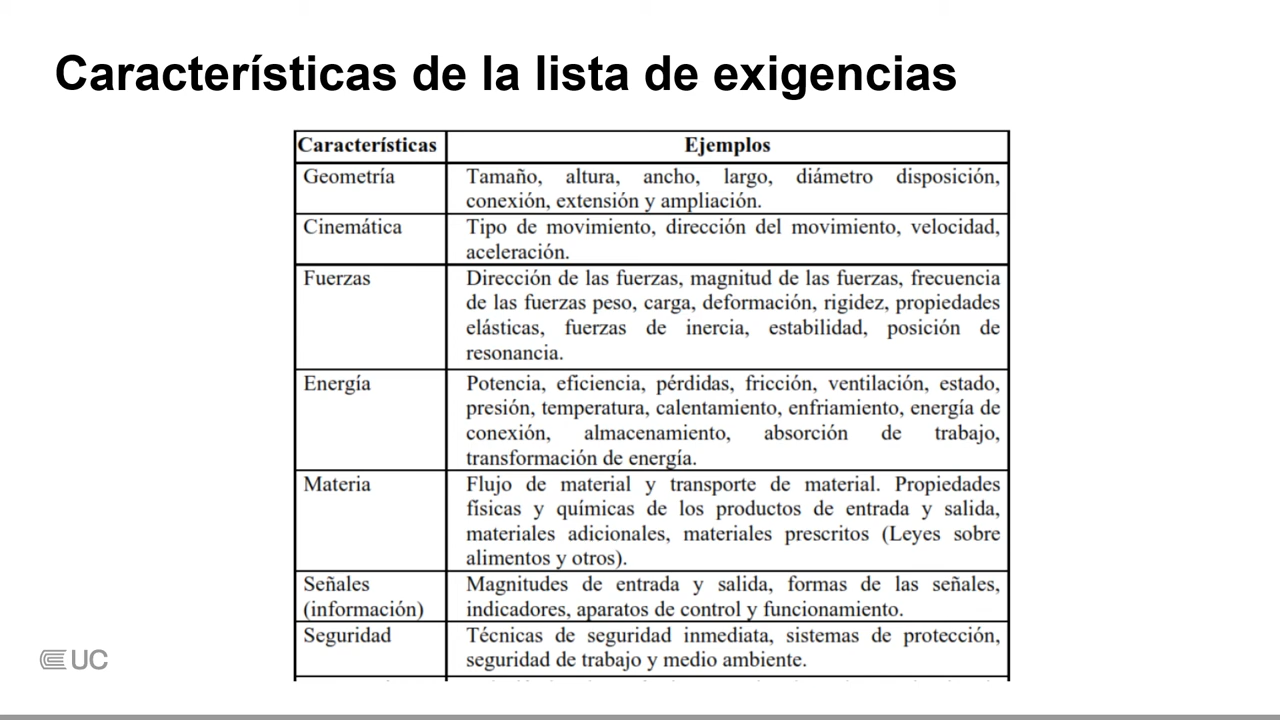 Características de la lista de exigencias
Características Ejemplos
Geometría Tamaño, altura, ancho, largo, diámetro disposición,
conexión, extensión y ampliación.
Cinemática Tipo de movimiento, dirección del movimiento, velocidad,
aceleración.
Fuerzas Dirección de las fuerzas, magnitud de las fuerzas, frecuencia
de las fuerzas peso, carga, deformación, rigidez, propiedades
elásticas, fuerzas de inercia, estabilidad, posición de
resonancia.
Energía Potencia, eficiencia, pérdidas, fricción, ventilación, estado,
presión, temperatura, calentamiento, enfriamiento, energía de
conexión, almacenamiento, absorción de trabajo,
transformación de energía.
Materia Flujo de material y transporte de material. Propiedades
físicas y químicas de los productos de entrada y salida,
materiales adicionales, materiales prescritos (Leyes sobre
alimentos y otros).
Señales Magnitudes de entrada y salida, formas de las señales,
(información) indicadores, aparatos de control y funcionamiento.
Seguridad Técnicas de seguridad inmediata, sistemas de protección,
seguridad de trabajo y medio ambiente.
UC